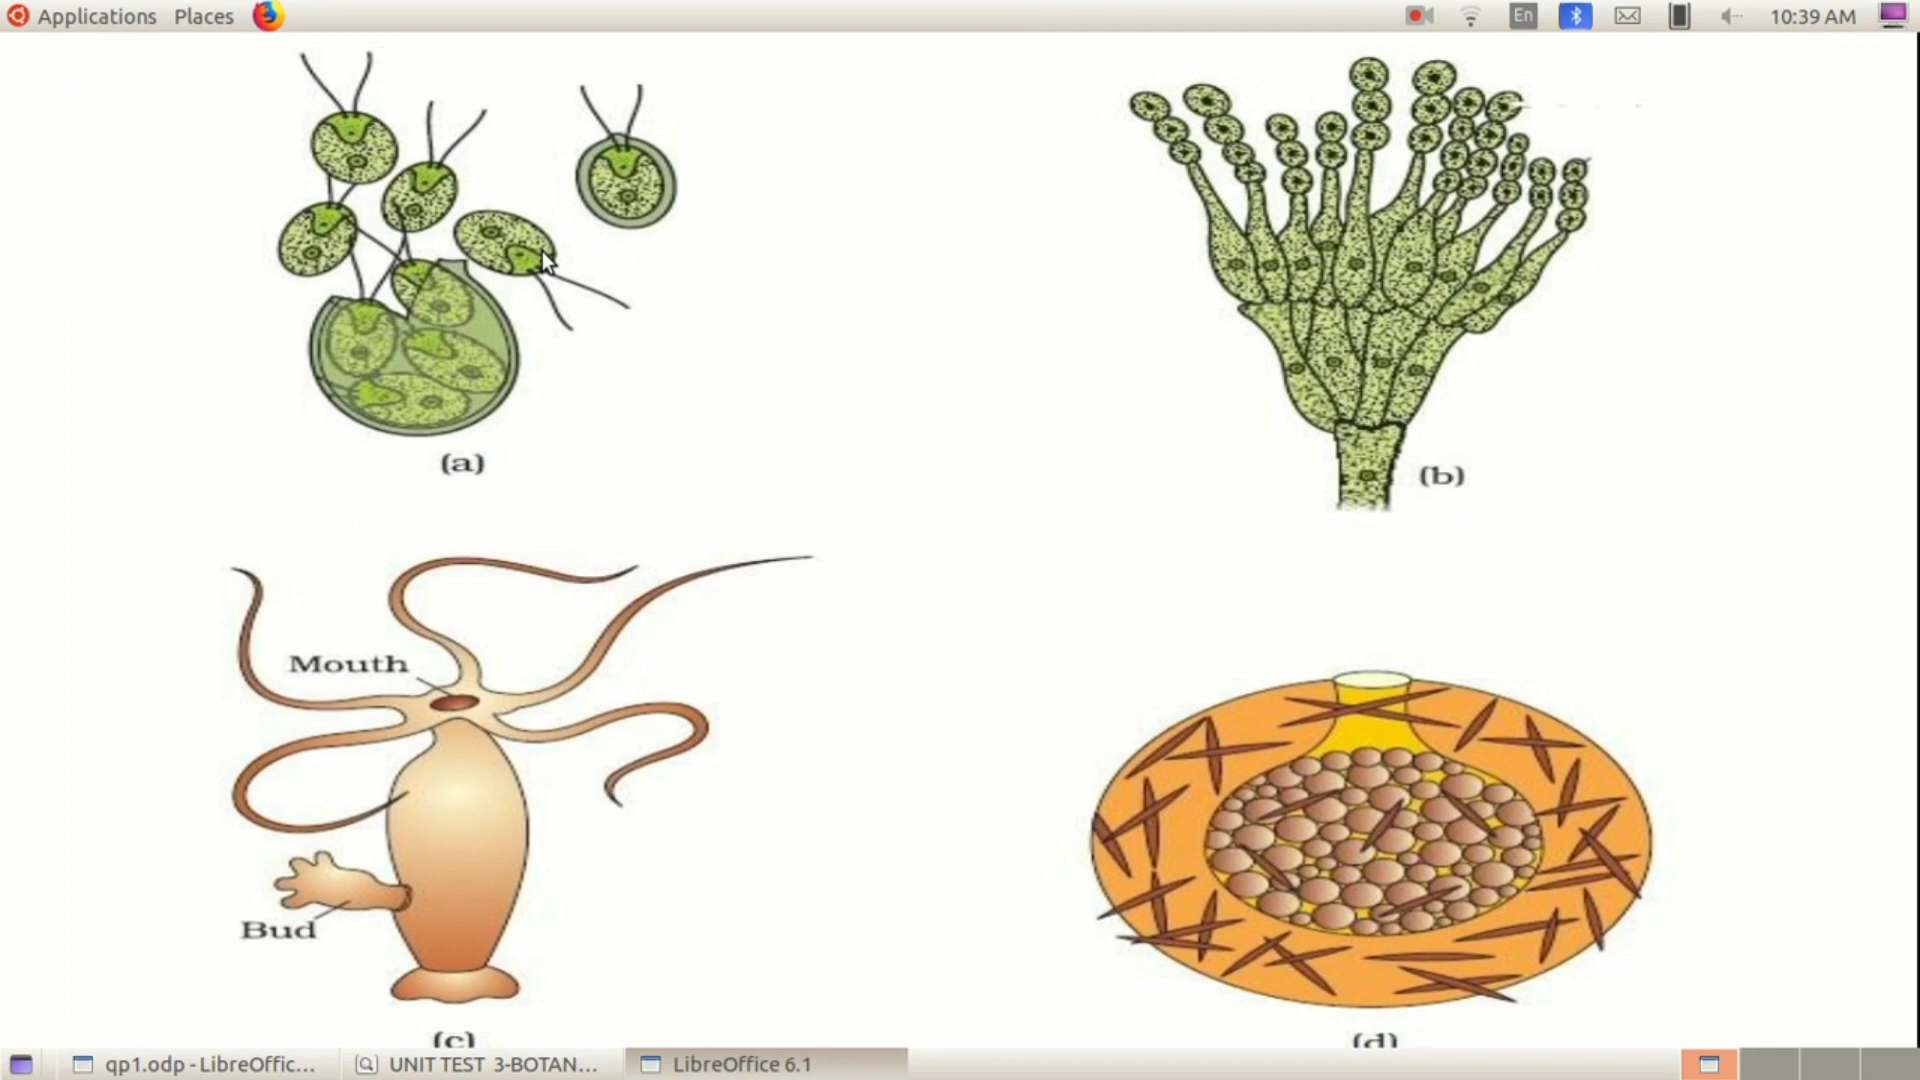 Applications Places En 10:39 AM
(a)
(b)
Mouth
Bud
(c)
(d)
qp1.odp - LibreOffic... UNIT TEST 3-BOTAN... LibreOffice 6.1